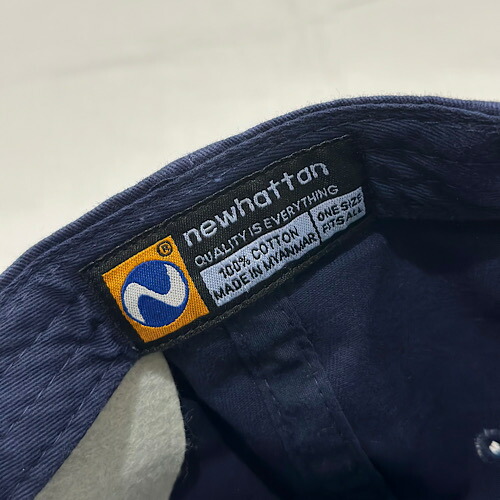 ®
newhattan
QUALITY IS EVERYTHING
100% COTTON
MADE IN MYANMAR
ONE SIZE
FITS ALL